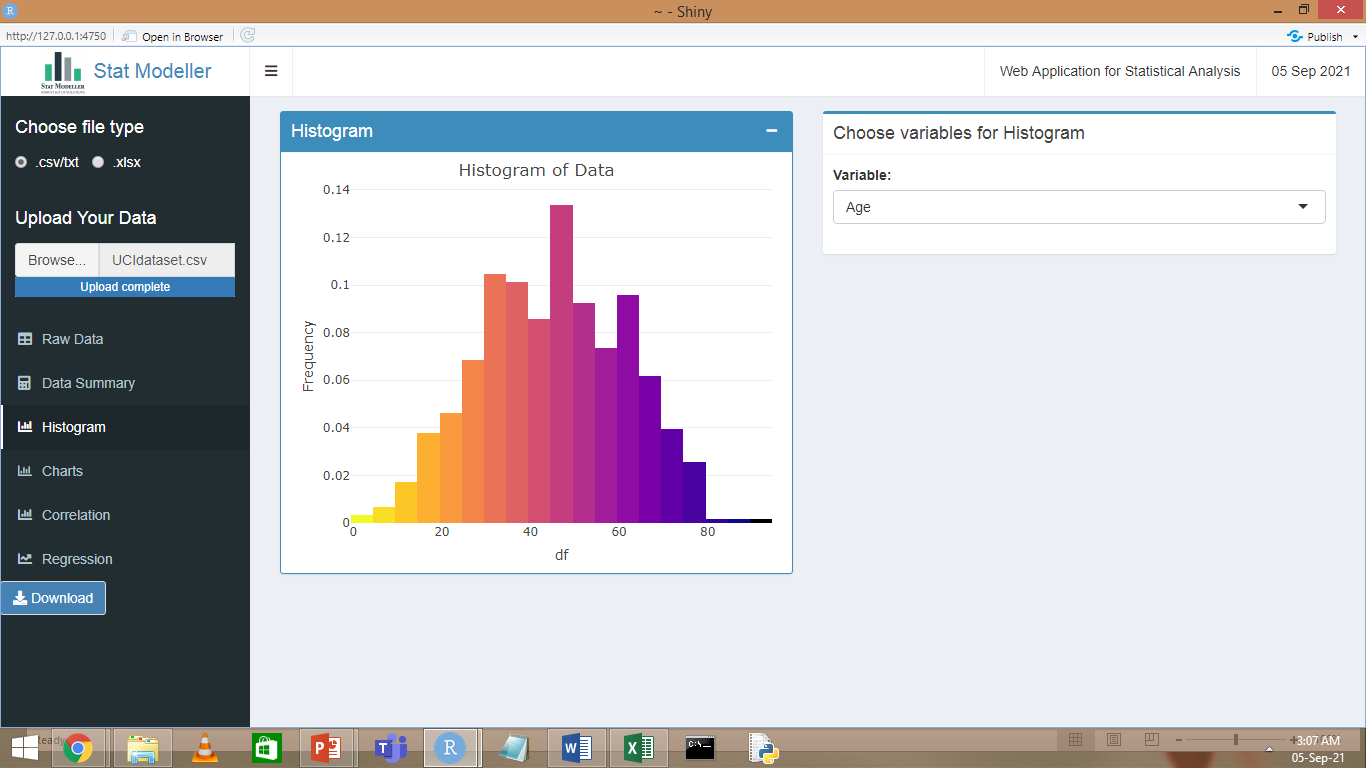 ~ - Shiny
http://127.0.0.1:4750
Open in Browser
Publish
STAT MODELLER
Stat Modeller
Web Application for Statistical Analysis
05 Sep 2021
Choose file type
.csv/txt
.xlsx
Upload Your Data
Browse...
UCIdataset.csv
Upload complete
Raw Data
Data Summary
Histogram
Charts
Correlation
Regression
Download
Histogram
Histogram of Data
0.14
0.12
0.1
0.08
0.06
0.04
0.02
0
Frequency
0
20
40
60
80
df
Choose variables for Histogram
Variable:
Age
Ready
3:07 AM
05-Sep-21